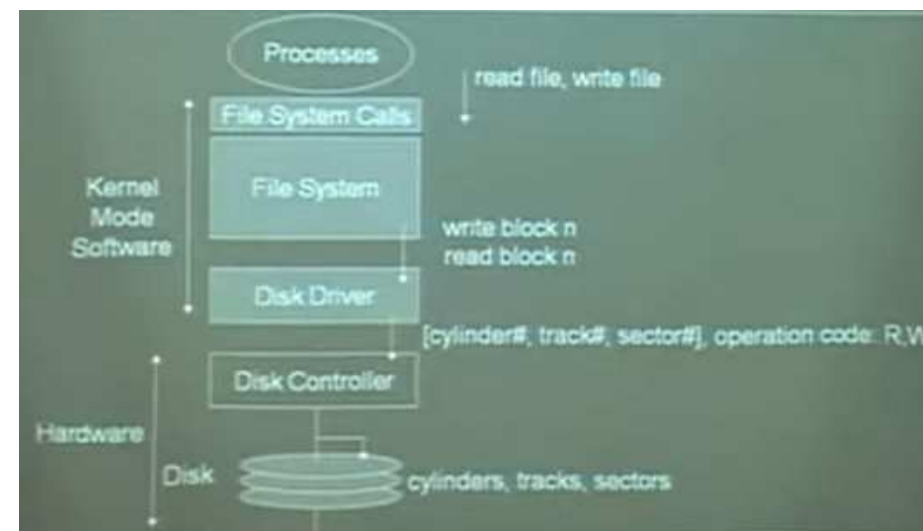 Processes
read file, write file
File System Calls
File System
Kernel
Mode
Software
write block n
read block n
Disk Driver
[cylinder#, track#, sector#], operation code: R,W
Disk Controller
Hardware
Disk
cylinders, tracks, sectors